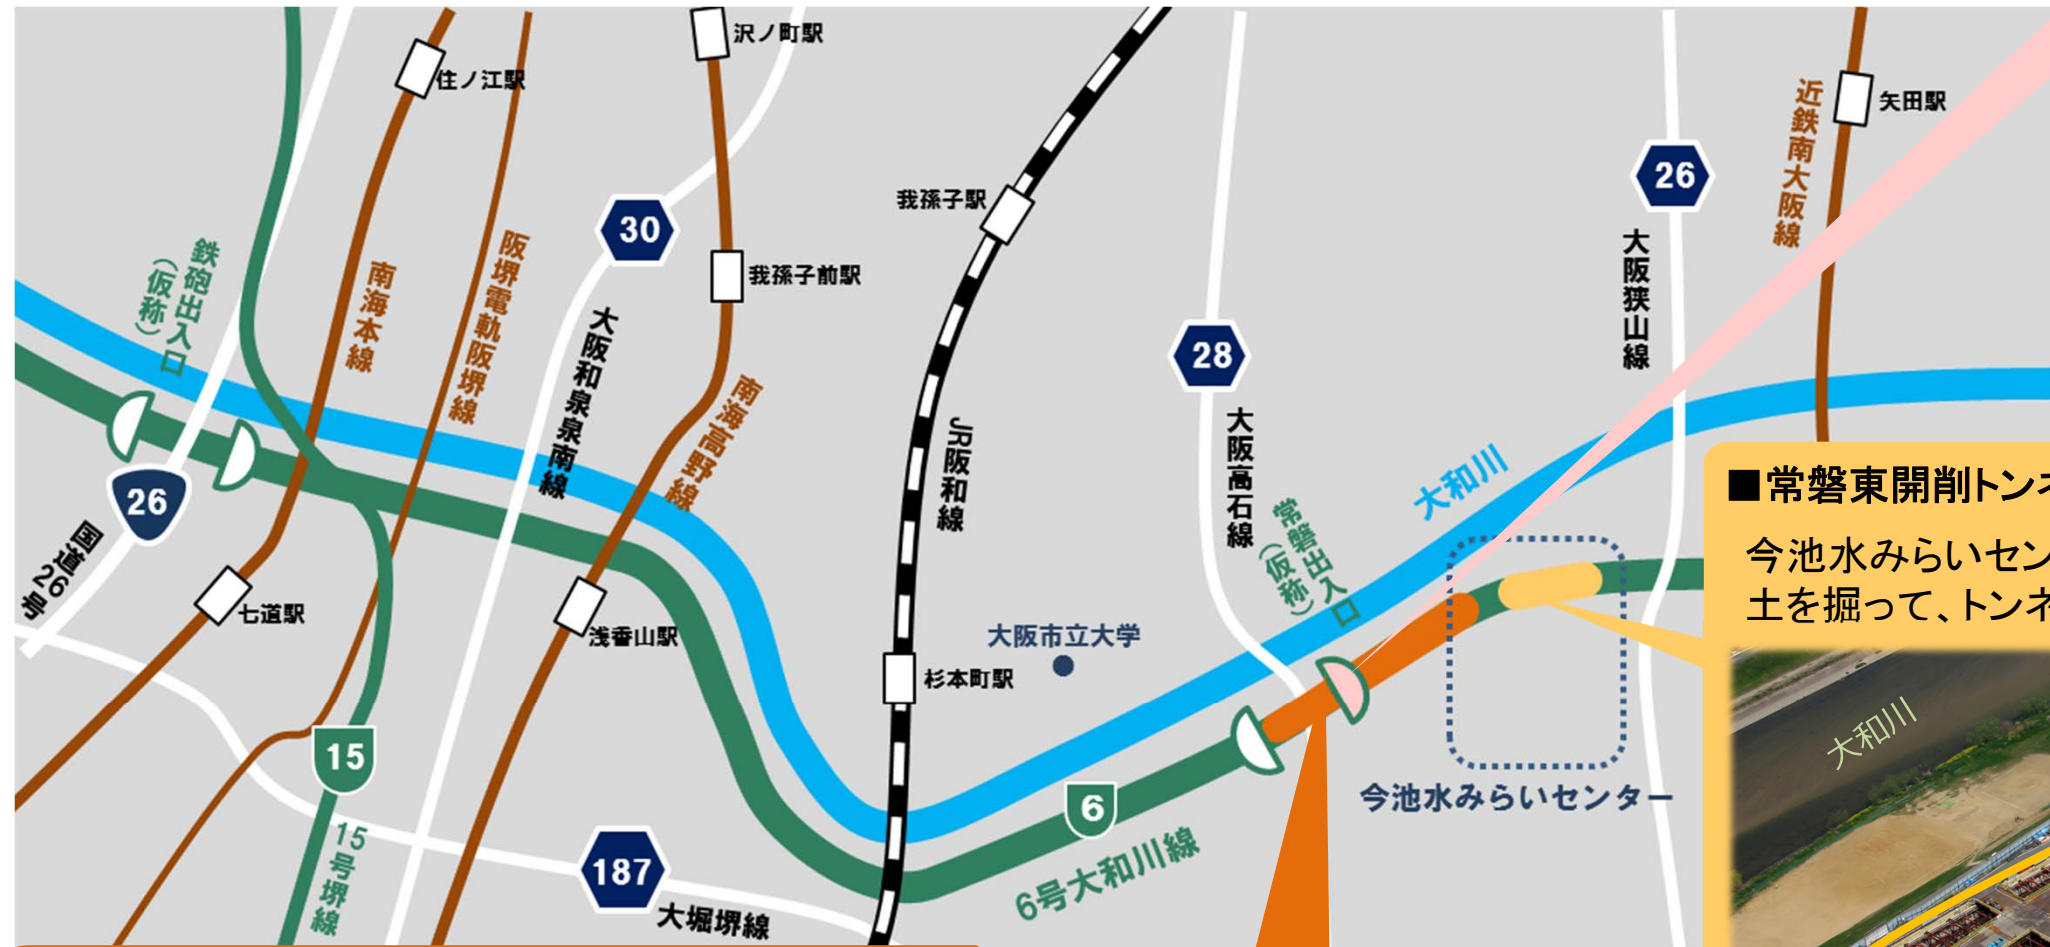 沢ノ町駅
住ノ江駅
近鉄南大阪線
矢田駅
26
我孫子駅
30
鉄砲出入口
（仮称）
南海本線
阪堺電軌阪堺線
我孫子前駅
大阪狭山線
大阪和泉泉南線
28
南海高野線
JR阪和線
大阪高石線
大和川
常磐出入口
（仮称）
■常磐東開削トンネ
今池水みらいセン
土を掘って、トンネ
26
国道26号
七道駅
浅香山駅
大阪市立大学
杉本町駅
大和川
15
6
今池水みらいセンター
15号堺線
187
大堀堺線
6号大和川線